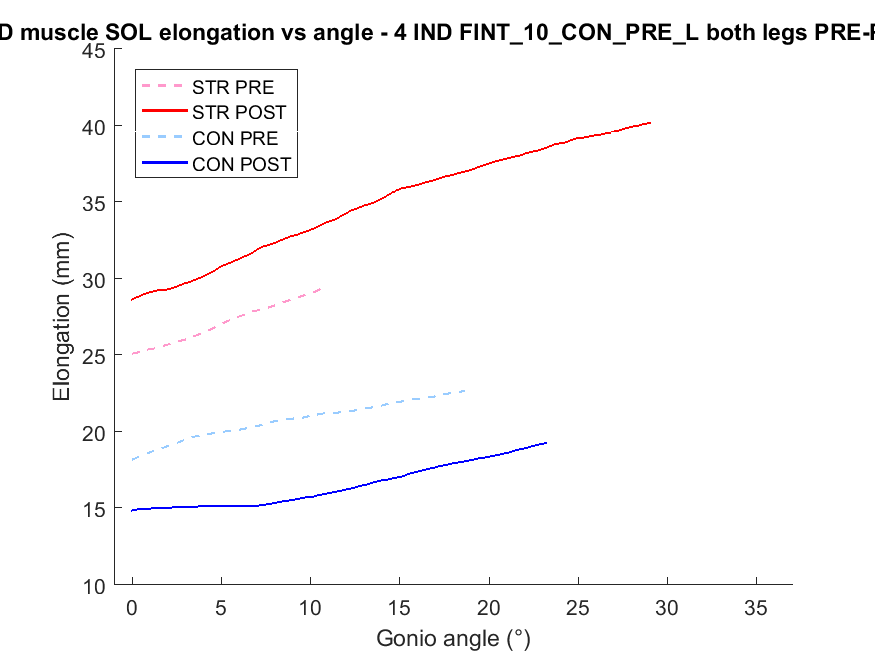 D muscle SOL elongation vs angle - 4 IND FINT_10_CON_PRE_L both legs PRE-P
45
40
35
30
25
20
15
10
Elongation (mm)
STR PRE
STR POST
CON PRE
CON POST
0 5 10 15 20 25 30 35
Gonio angle (°)